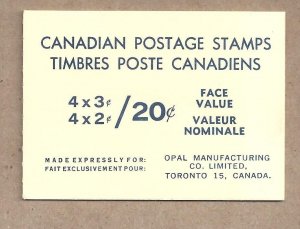 CANADIAN POSTAGE STAMPS
TIMBRES POSTE CANADIENS
4 x 3¢
4 x 2¢ / 20¢
FACE
VALUE
VALEUR
NOMINALE
MADE EXPRESSLY FOR:
FAIT EXCLUSIVEMENT POUR:
OPAL MANUFACTURING
CO. LIMITED,
TORONTO 15, CANADA.